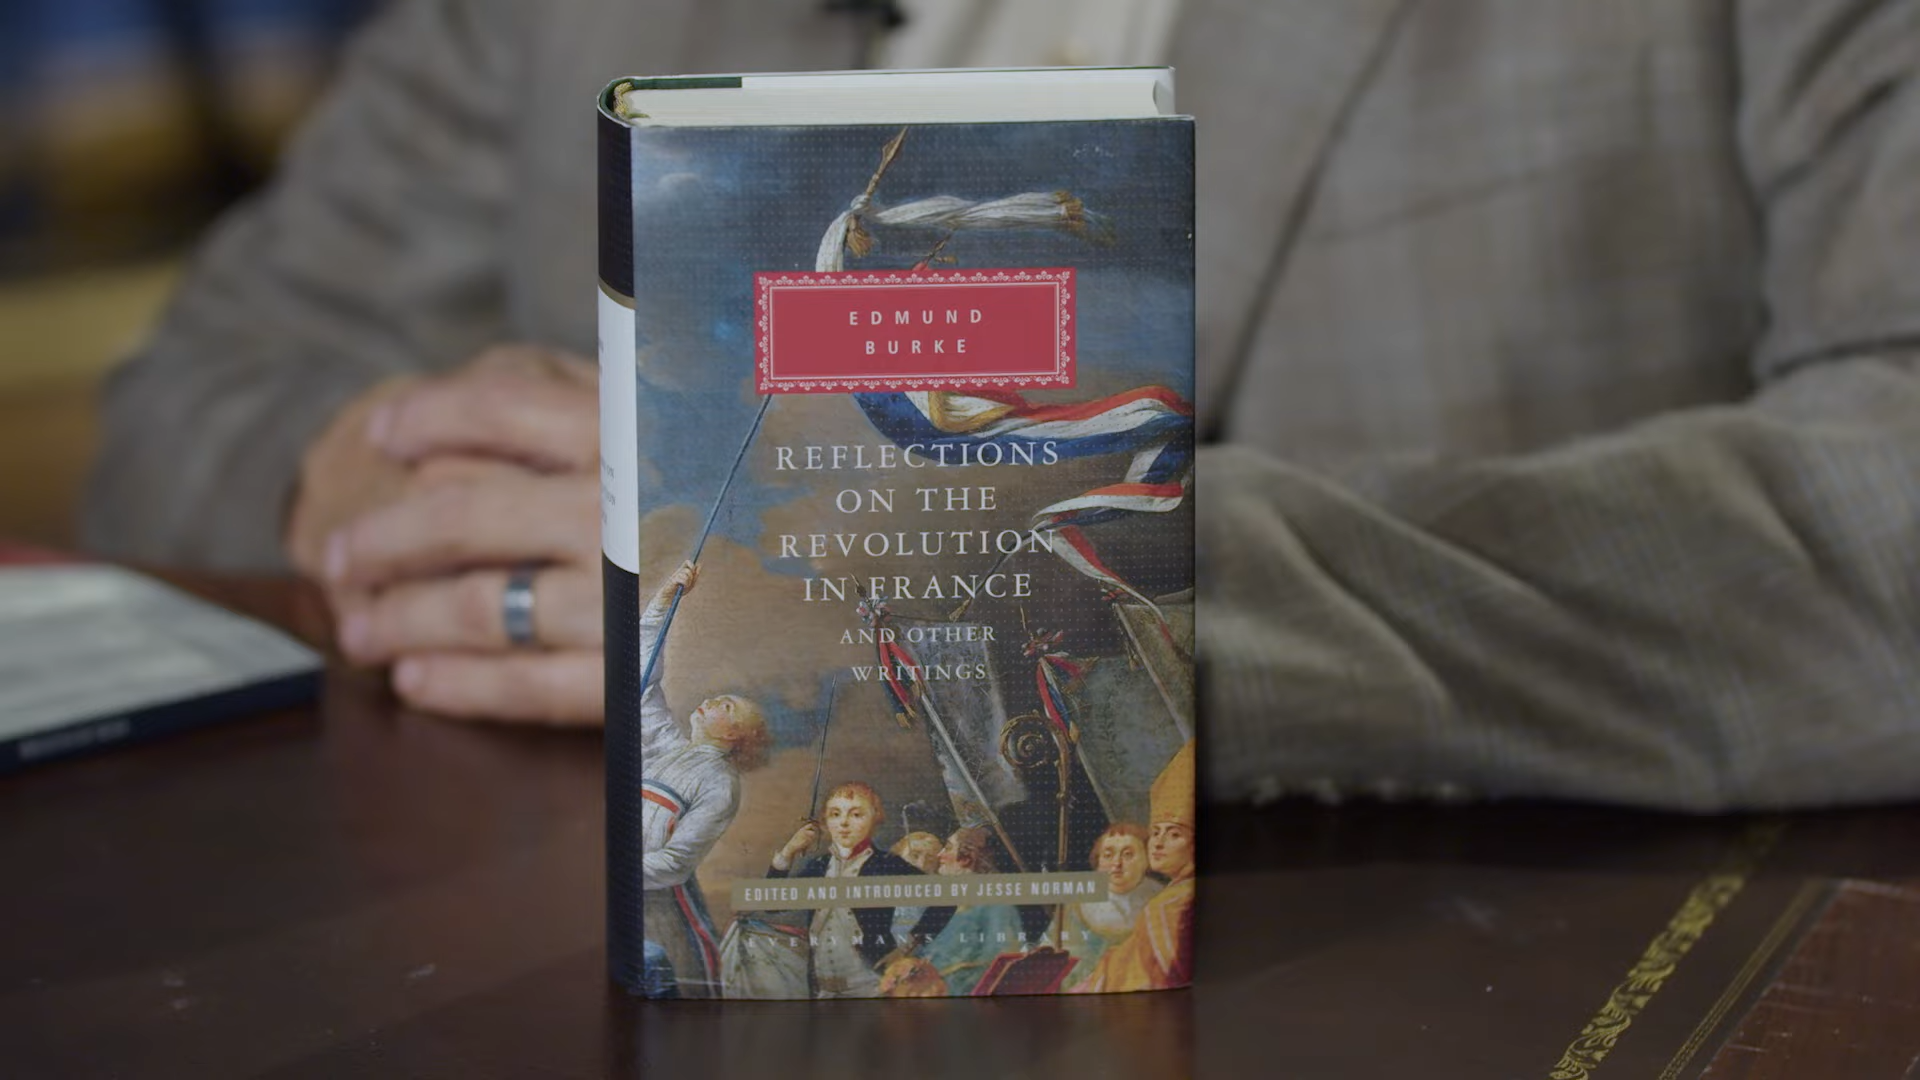 EDMUND
BURKE
REFLECTIONS
ON THE
REVOLUTION
IN FRANCE
AND OTHER
WRITINGS
EDITED AND INTRODUCED BY JESSE NORMAN
EVERYMAN'S LIBRARY